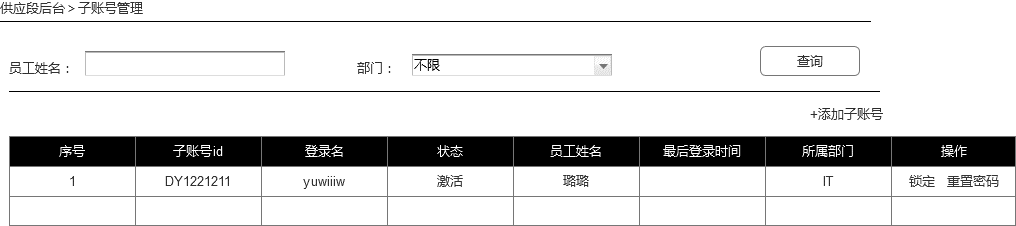 供应段后台 > 子账号管理
员工姓名： 部门： 不限 查询
+添加子账号
序号 子账号id 登录名 状态 员工姓名 最后登录时间 所属部门 操作
1 DY1221211 yuwiiiw 激活 璐璐 IT 锁定 重置密码